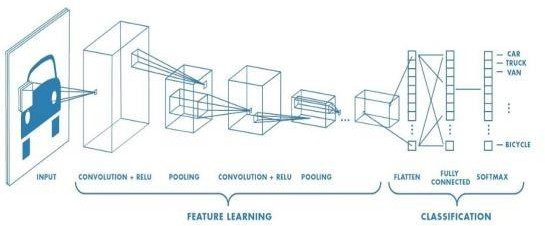 CAR
TRUCK
VAN
BICYCLE
INPUT
CONVOLUTION + RELU
POOLING
CONVOLUTION + RELU
POOLING
FLATTEN
FULLY
CONNECTED
SOFTMAX
FEATURE LEARNING
CLASSIFICATION